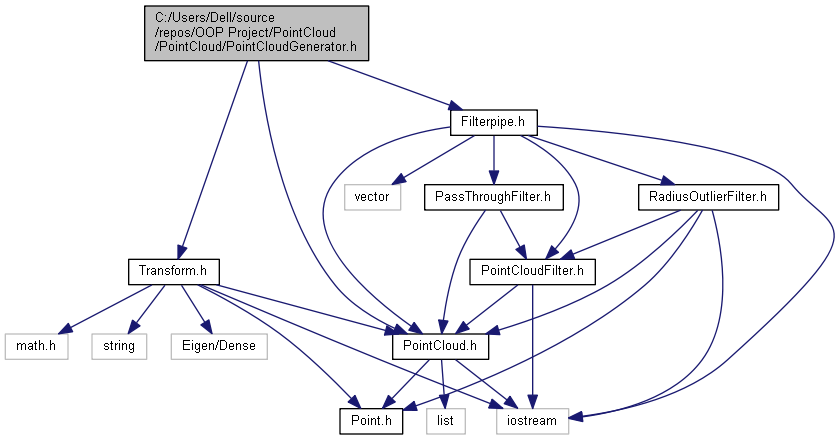 C:/Users/Dell/source
/repos/OOP Project/PointCloud
/PointCloud/PointCloudGenerator.h
Filterpipe.h
vector
PassThroughFilter.h
RadiusOutlierFilter.h
Transform.h
PointCloudFilter.h
math.h
string
Eigen/Dense
PointCloud.h
Point.h
list
iostream